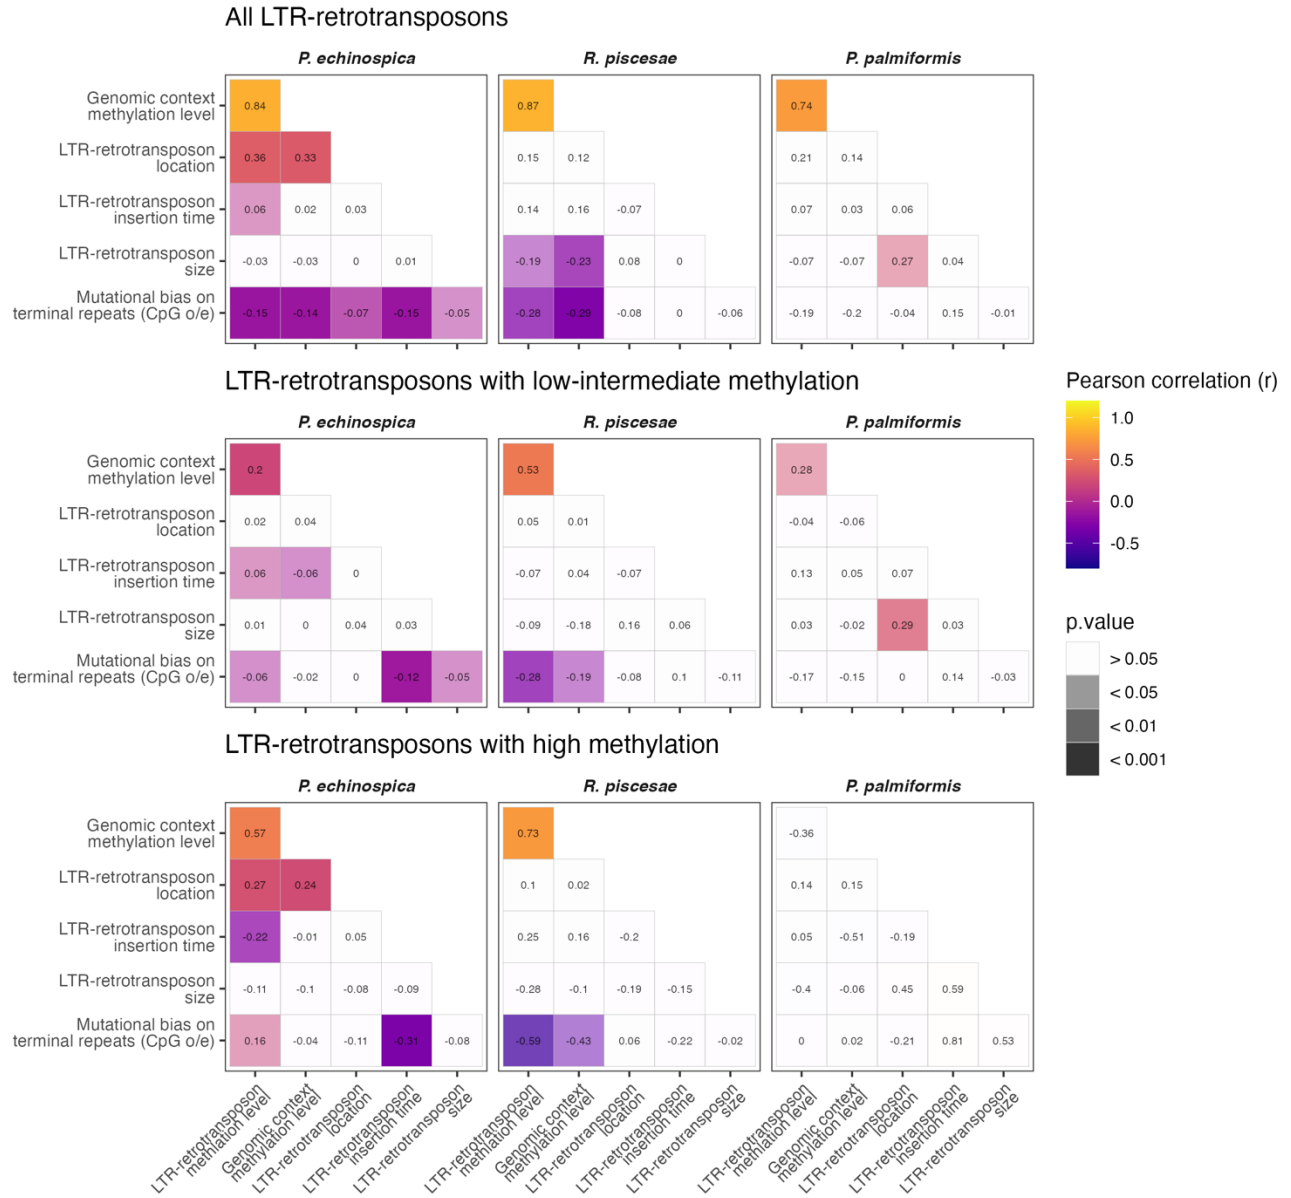 All LTR-retrotransposons
P. echinospica
R. piscesae
P. palmiformis
Genomic context
methylation level
0.84
0.87
0.74
LTR-retrotransposon
location
0.36 0.33
0.15 0.12
0.21 0.14
LTR-retrotransposon
insertion time
0.06 0.02 0.03
0.14 0.16 -0.07
0.07 0.03 0.06
LTR-retrotransposon
size
-0.03 -0.03 0 0.01
-0.19 -0.23 0.08 0
-0.07 -0.07 0.27 0.04
Mutational bias on
terminal repeats (CpG o/e)
-0.15 -0.14 -0.07 -0.15 -0.05
-0.28 -0.29 -0.08 0 -0.06
-0.19 -0.2 -0.04 0.15 -0.01
LTR-retrotransposons with low-intermediate methylation
P. echinospica
R. piscesae
P. palmiformis
Genomic context
methylation level
0.2
0.53
0.28
LTR-retrotransposon
location
0.02 0.04
0.05 0.01
-0.04 -0.06
LTR-retrotransposon
insertion time
0.06 -0.06 0
-0.07 0.04 -0.07
0.13 0.05 0.07
LTR-retrotransposon
size
0.01 0 0.04 0.03
-0.09 -0.18 0.16 0.06
0.03 -0.02 0.29 0.03
Mutational bias on
terminal repeats (CpG o/e)
-0.06 -0.02 0 -0.12 -0.05
-0.28 -0.19 -0.08 0.1 -0.11
-0.17 -0.15 0 0.14 -0.03
LTR-retrotransposons with high methylation
P. echinospica
R. piscesae
P. palmiformis
Genomic context
methylation level
0.57
0.73
-0.36
LTR-retrotransposon
location
0.27 0.24
0.1 0.02
0.14 0.15
LTR-retrotransposon
insertion time
-0.22 -0.01 0.05
0.25 0.16 -0.2
0.05 -0.51 -0.19
LTR-retrotransposon
size
-0.11 -0.1 -0.08 -0.09
-0.28 -0.1 -0.19 -0.15
-0.4 -0.06 0.45 0.59
Mutational bias on
terminal repeats (CpG o/e)
0.16 -0.04 -0.11 -0.31 -0.08
-0.59 -0.43 0.06 -0.22 -0.02
0 0.02 -0.21 0.81 0.53
LTR-retrotransposon
methylation level
Genomic context
methylation level
LTR-retrotransposon
location
LTR-retrotransposon
insertion time
LTR-retrotransposon
size
LTR-retrotransposon
methylation level
Genomic context
methylation level
LTR-retrotransposon
location
LTR-retrotransposon
insertion time
LTR-retrotransposon
size
LTR-retrotransposon
methylation level
Genomic context
methylation level
LTR-retrotransposon
location
LTR-retrotransposon
insertion time
LTR-retrotransposon
size
Pearson correlation (r)
1.0
0.5
0.0
-0.5
p.value
> 0.05
< 0.05
< 0.01
< 0.001